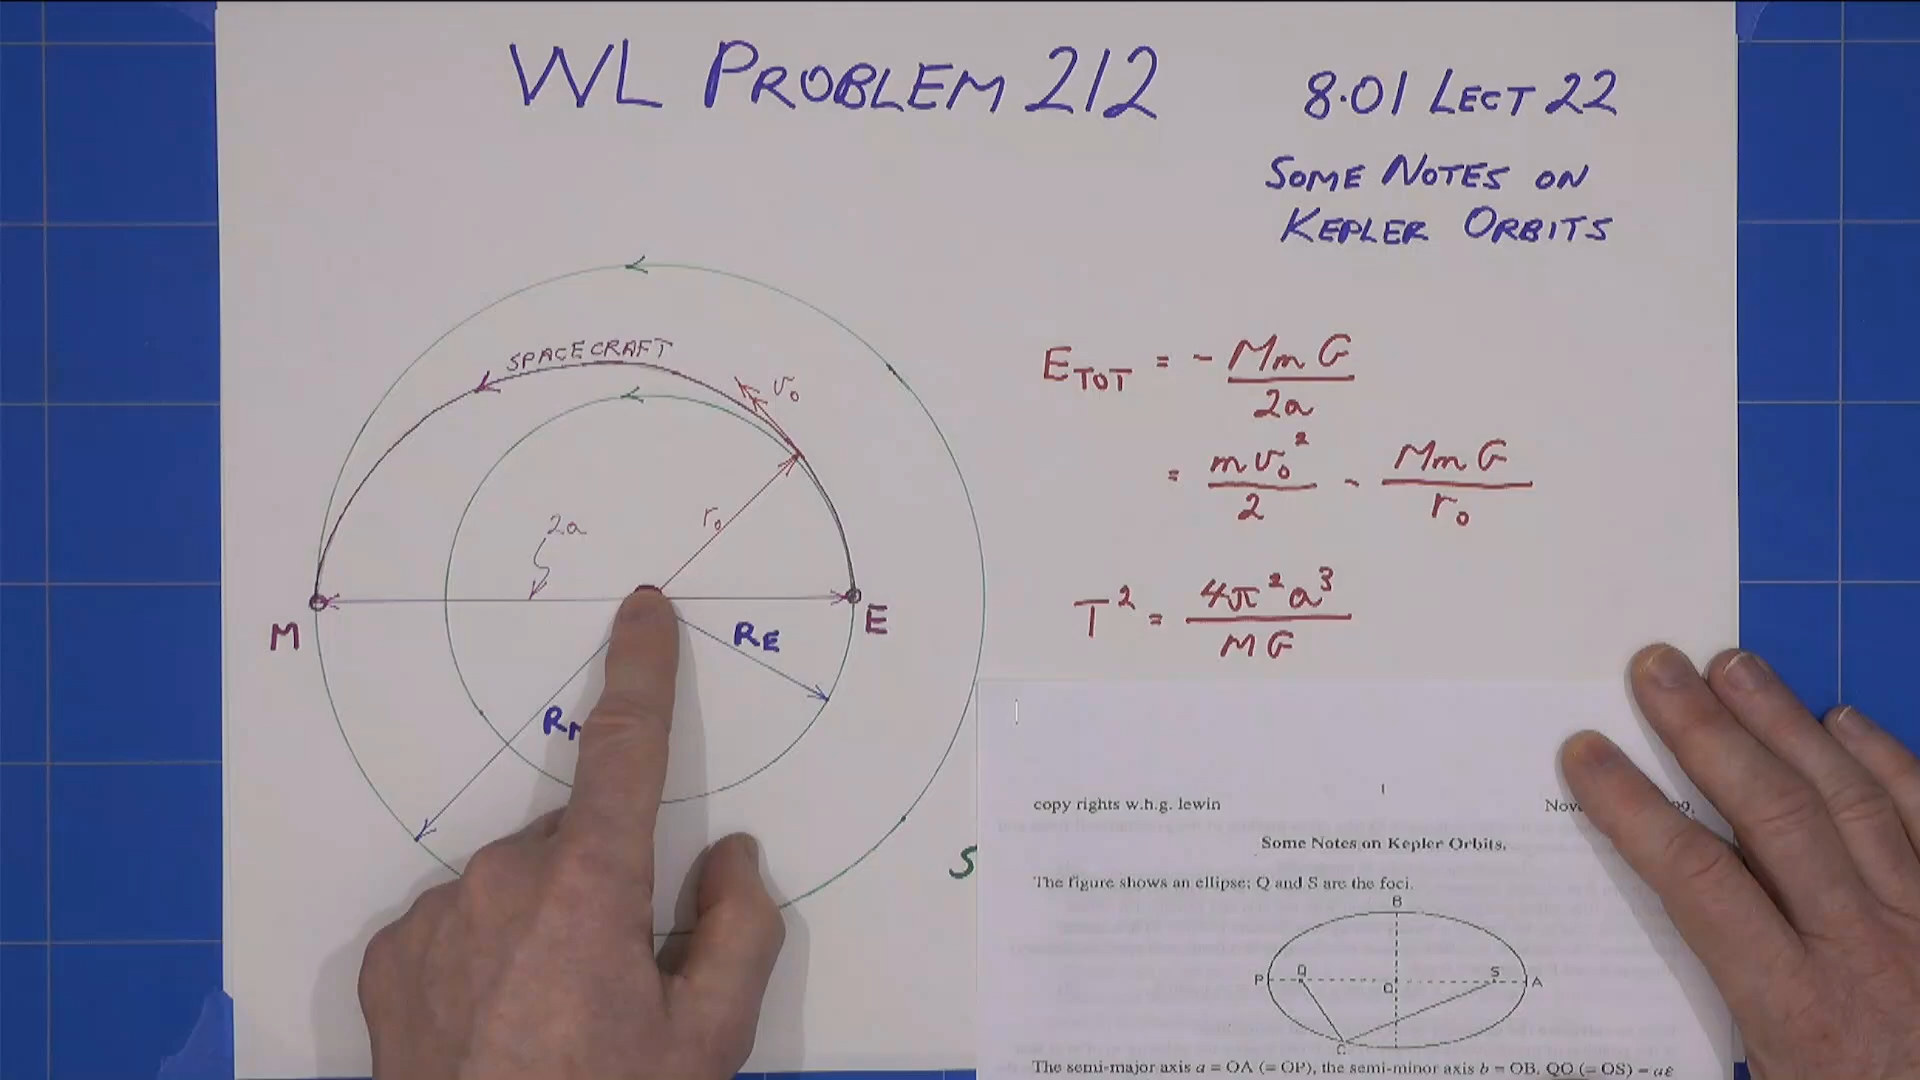 WL PROBLEM 212
8.01 LECT 22
SOME NOTES ON
KEPLER ORBITS
SPACECRAFT
v₀
r₀
2a
M
E
R_E
E_TOT = - MmG / 2a
= mv₀² / 2 - MmG / r₀
T² = 4π²a³ / MG
S
1
copy rights w.h.g. lewin
Some Notes on Kepler Orbits.
The figure shows an ellipse; Q and S are the foci.
B
P Q O S A
C
The semi-major axis a = OA (= OP), the semi-minor axis b = OB, QO (= OS) = aε